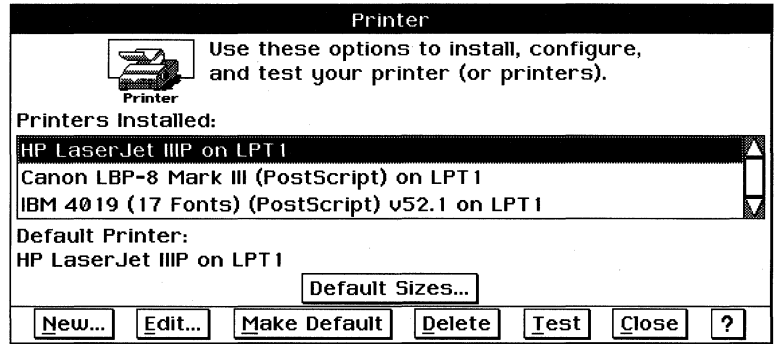 Printer
Use these options to install, configure,
and test your printer (or printers).
Printer
Printers Installed:
HP LaserJet IIIP on LPT1
Canon LBP-8 Mark III (PostScript) on LPT1
IBM 4019 (17 Fonts) (PostScript) v52.1 on LPT1
Default Printer:
HP LaserJet IIIP on LPT1
Default Sizes...
New... Edit... Make Default Delete Test Close ?